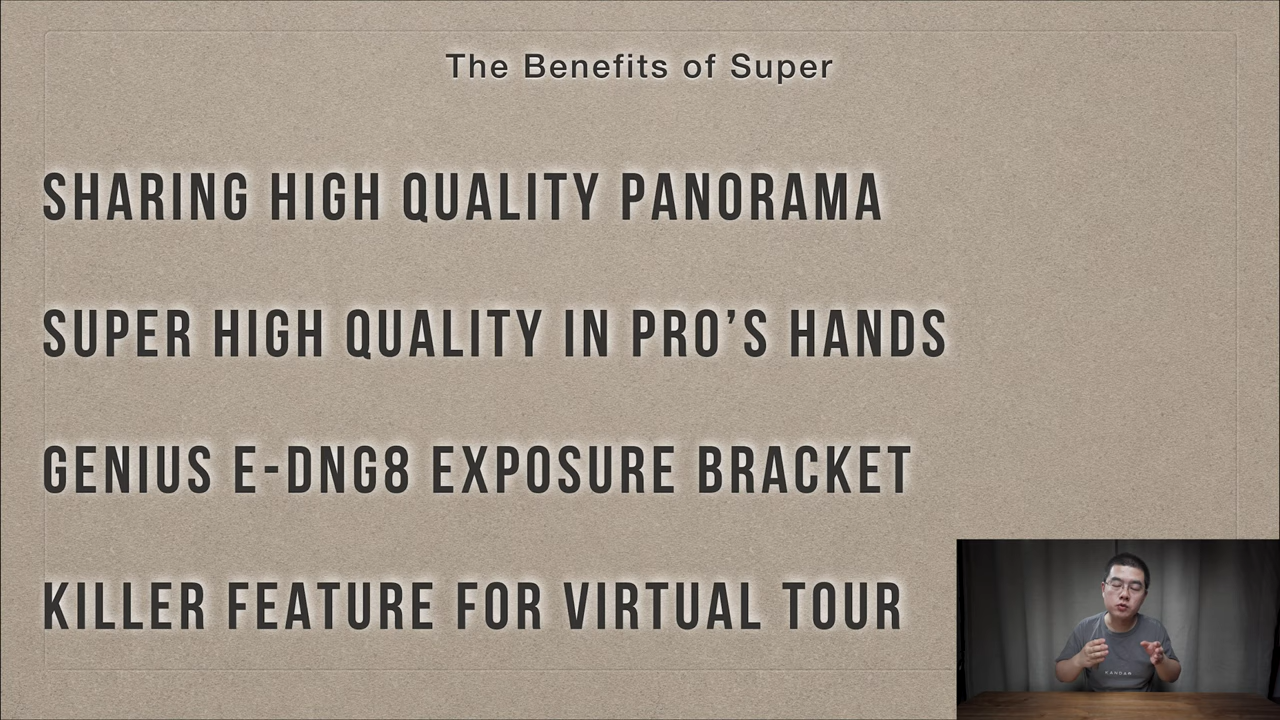 The Benefits of Super
SHARING HIGH QUALITY PANORAMA
SUPER HIGH QUALITY IN PRO’S HANDS
GENIUS E-DNG8 EXPOSURE BRACKET
KILLER FEATURE FOR VIRTUAL TOUR
KANDAO